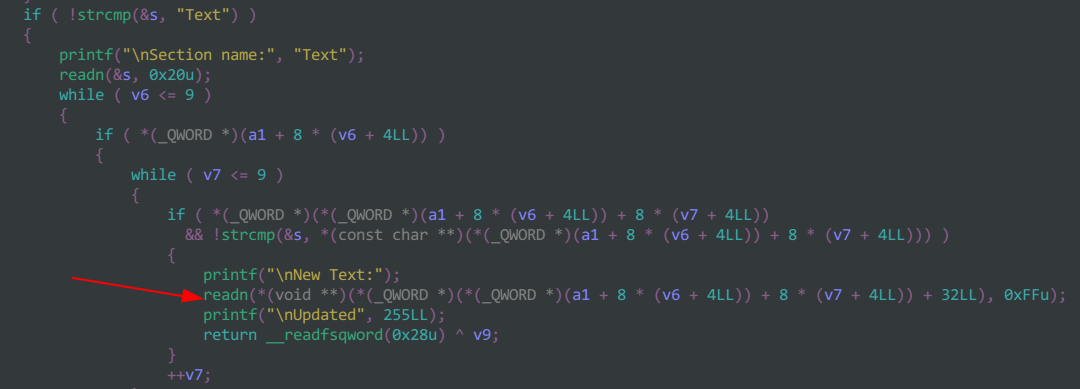 if ( !strcmp(&s, "Text") )
{
printf("\nSection name:", "Text");
readn(&s, 0x20u);
while ( v6 <= 9 )
{
if ( *(_QWORD *)(a1 + 8 * (v6 + 4LL)) )
{
while ( v7 <= 9 )
{
if ( *(_QWORD *)(*(_QWORD *)(a1 + 8 * (v6 + 4LL)) + 8 * (v7 + 4LL))
&& !strcmp(&s, *(const char **)(*(_QWORD *)(a1 + 8 * (v6 + 4LL)) + 8 * (v7 + 4LL))) )
{
printf("\nNew Text:");
readn(*(void **)(*(_QWORD *)(*(_QWORD *)(a1 + 8 * (v6 + 4LL)) + 8 * (v7 + 4LL)) + 32LL), 0xFFu);
printf("\nUpdated", 255LL);
return __readfsqword(0x28u) ^ v9;
}
++v7;